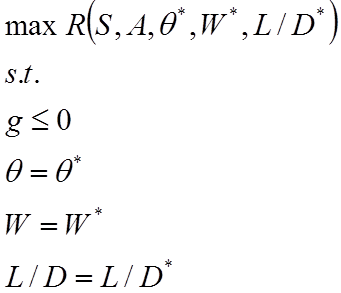 max R(S, A, θ*, W*, L / D*)
s.t.
g ≤ 0
θ = θ*
W = W*
L / D = L / D*